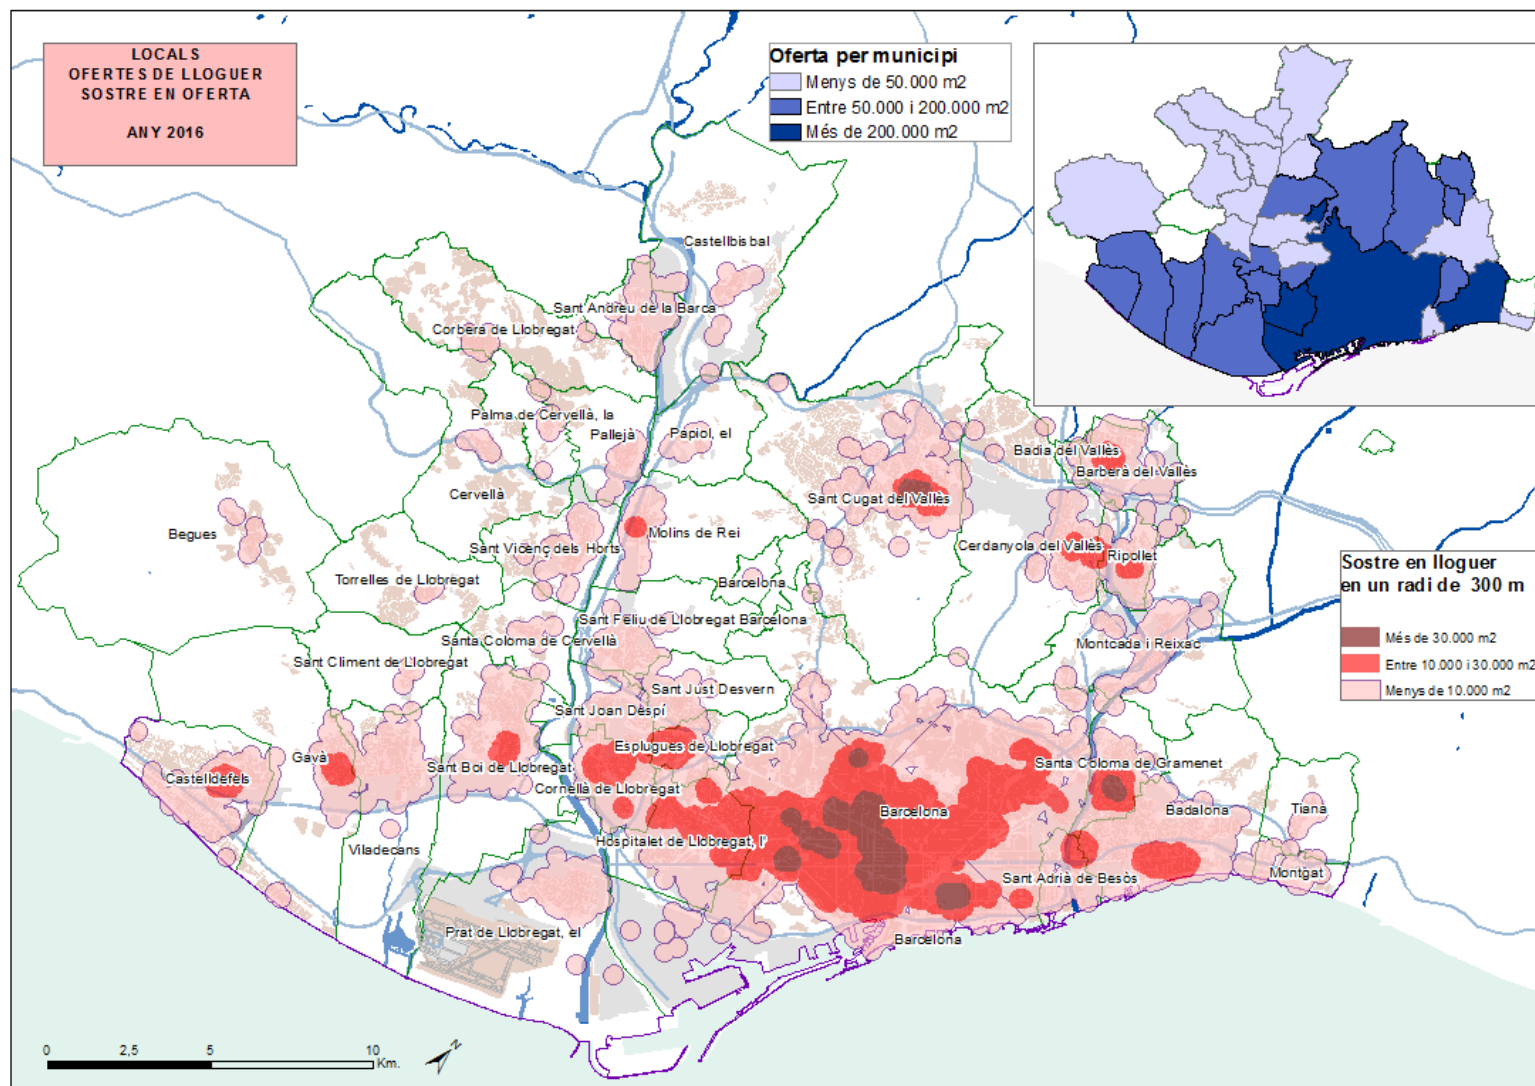 LOCALS
OFERTES DE LLOGUER
SOSTRE EN OFERTA
ANY 2016
Oferta per municipi
Menys de 50.000 m2
Entre 50.000 i 200.000 m2
Més de 200.000 m2
Castellbisbal
Sant Andreu de la Barca
Corbera de Llobregat
Palma de Cervellà, la
Pallejà
Papiol, el
Badia del Vallès
Barberà del Vallès
Cervellà
Sant Cugat del Vallès
Begues
Molins de Rei
Sant Vicenç dels Horts
Cerdanyola del Vallès
Ripollet
Torrelles de Llobregat
Barcelona
Sostre en lloguer
en un radi de 300 m
Més de 30.000 m2
Entre 10.000 i 30.000 m2
Menys de 10.000 m2
Sant Feliu de Llobregat Barcelona
Santa Coloma de Cervellà
Montcada i Reixac
Sant Climent de Llobregat
Sant Just Desvern
Sant Joan Despí
Esplugues de Llobregat
Gavà
Sant Boi de Llobregat
Santa Coloma de Gramenet
Castelldefels
Cornellà de Llobregat
Barcelona
Badalona
Tiana
Hospitalet de Llobregat, l'
Viladecans
Sant Adrià de Besòs
Montgat
Prat de Llobregat, el
Barcelona
0 2,5 5 10
Km.
N